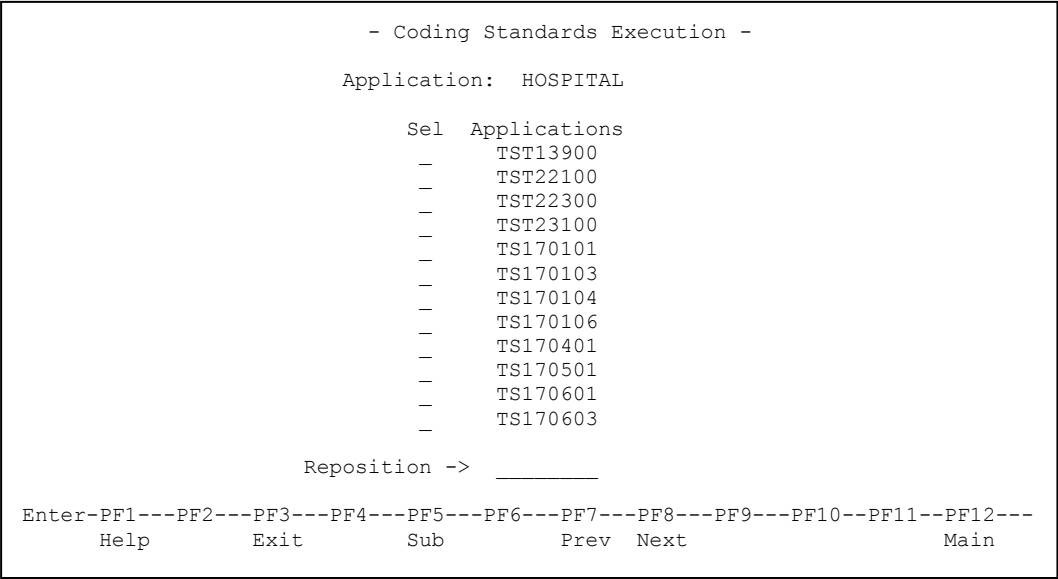 - Coding Standards Execution -
Application: HOSPITAL
Sel Applications
_ TST13900
_ TST22100
_ TST22300
_ TST23100
_ TS170101
_ TS170103
_ TS170104
_ TS170106
_ TS170401
_ TS170501
_ TS170601
_ TS170603
Reposition -> ________
Enter-PF1---PF2---PF3---PF4---PF5---PF6---PF7---PF8---PF9---PF10--PF11--PF12---
Help Exit Sub Prev Next Main